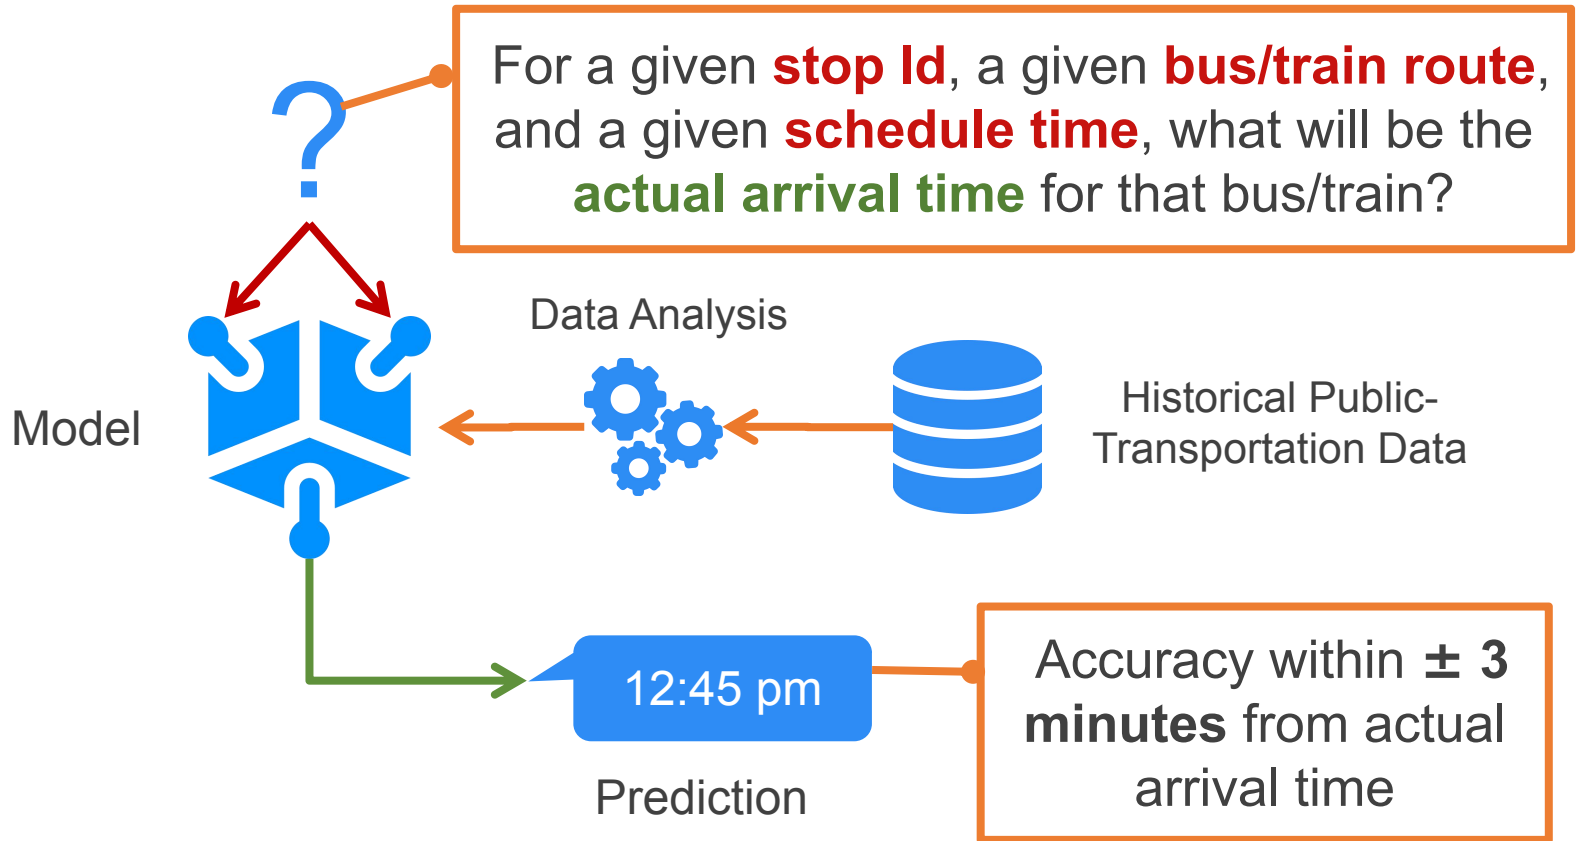 ?
For a given stop Id, a given bus/train route,
and a given schedule time, what will be the
actual arrival time for that bus/train?
Data Analysis
Model
Historical Public-
Transportation Data
12:45 pm
Prediction
Accuracy within ± 3
minutes from actual
arrival time